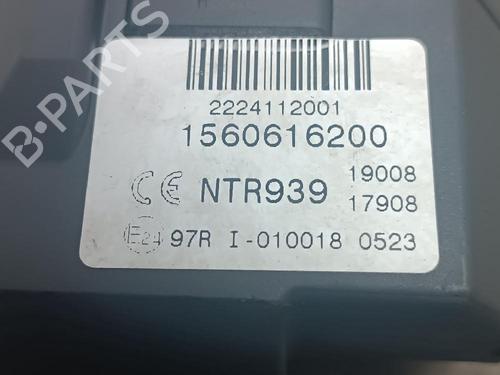 2224112001
1560616200
CE NTR939 19008
17908
E24 97R I-010018 0523
B-PARTS